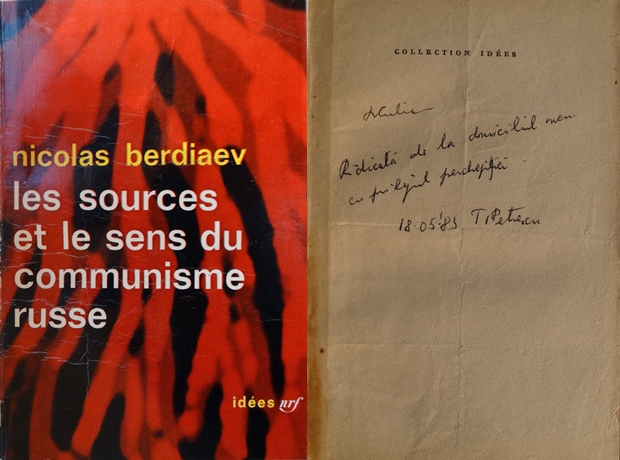 nicolas berdiaev
les sources
et le sens du
communisme
russe
idées nrf
COLLECTION IDÉES
Ridicată de la domiciliul meu
cu prilejul percheziției
18.05.83 T. Petrescu